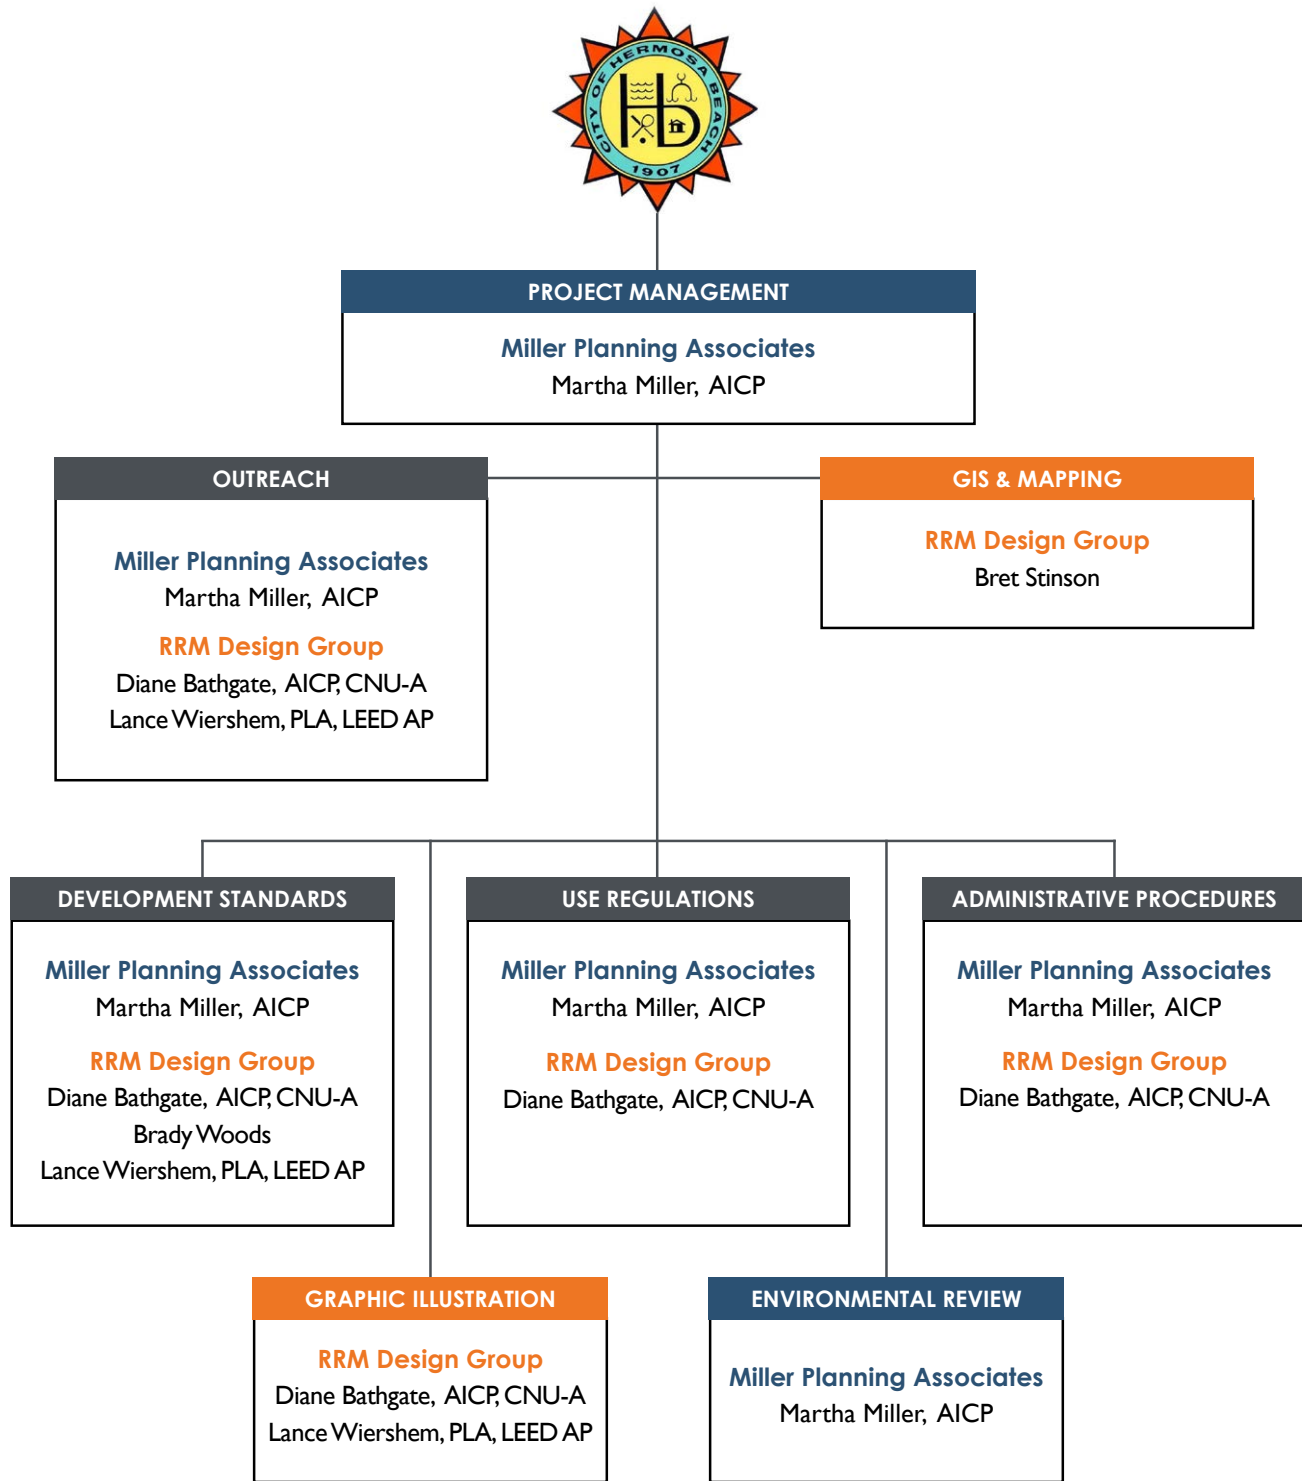 CITY OF HERMOSA BEACH
1907
PROJECT MANAGEMENT
Miller Planning Associates
Martha Miller, AICP
OUTREACH
Miller Planning Associates
Martha Miller, AICP
RRM Design Group
Diane Bathgate, AICP, CNU-A
Lance Wiershem, PLA, LEED AP
GIS & MAPPING
RRM Design Group
Bret Stinson
DEVELOPMENT STANDARDS
Miller Planning Associates
Martha Miller, AICP
RRM Design Group
Diane Bathgate, AICP, CNU-A
Brady Woods
Lance Wiershem, PLA, LEED AP
USE REGULATIONS
Miller Planning Associates
Martha Miller, AICP
RRM Design Group
Diane Bathgate, AICP, CNU-A
ADMINISTRATIVE PROCEDURES
Miller Planning Associates
Martha Miller, AICP
RRM Design Group
Diane Bathgate, AICP, CNU-A
GRAPHIC ILLUSTRATION
RRM Design Group
Diane Bathgate, AICP, CNU-A
Lance Wiershem, PLA, LEED AP
ENVIRONMENTAL REVIEW
Miller Planning Associates
Martha Miller, AICP